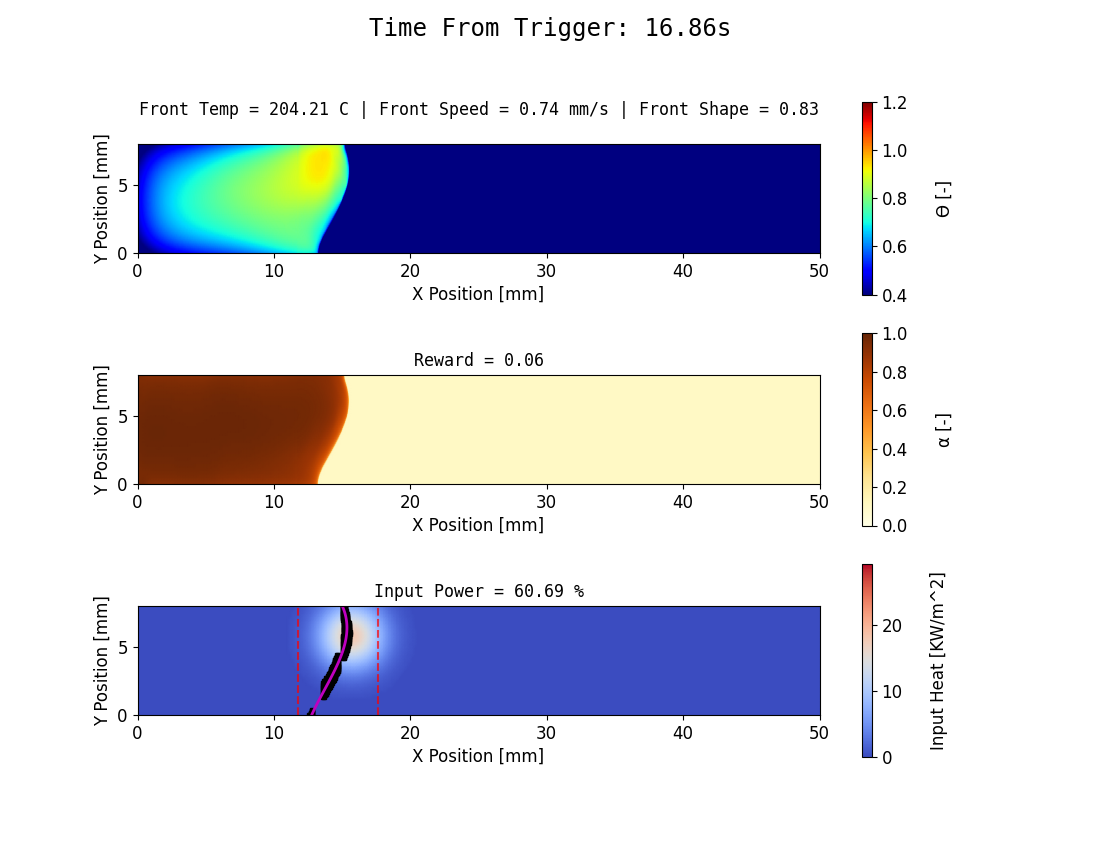 Time From Trigger: 16.86s
Front Temp = 204.21 C | Front Speed = 0.74 mm/s | Front Shape = 0.83
Y Position [mm]
5
0
0 10 20 30 40 50
X Position [mm]
1.2
1.0
0.8
0.6
0.4
Θ [-]
Reward = 0.06
Y Position [mm]
5
0
0 10 20 30 40 50
X Position [mm]
1.0
0.8
0.6
0.4
0.2
0.0
α [-]
Input Power = 60.69 %
Y Position [mm]
5
0
0 10 20 30 40 50
X Position [mm]
20
10
0
Input Heat [KW/m^2]